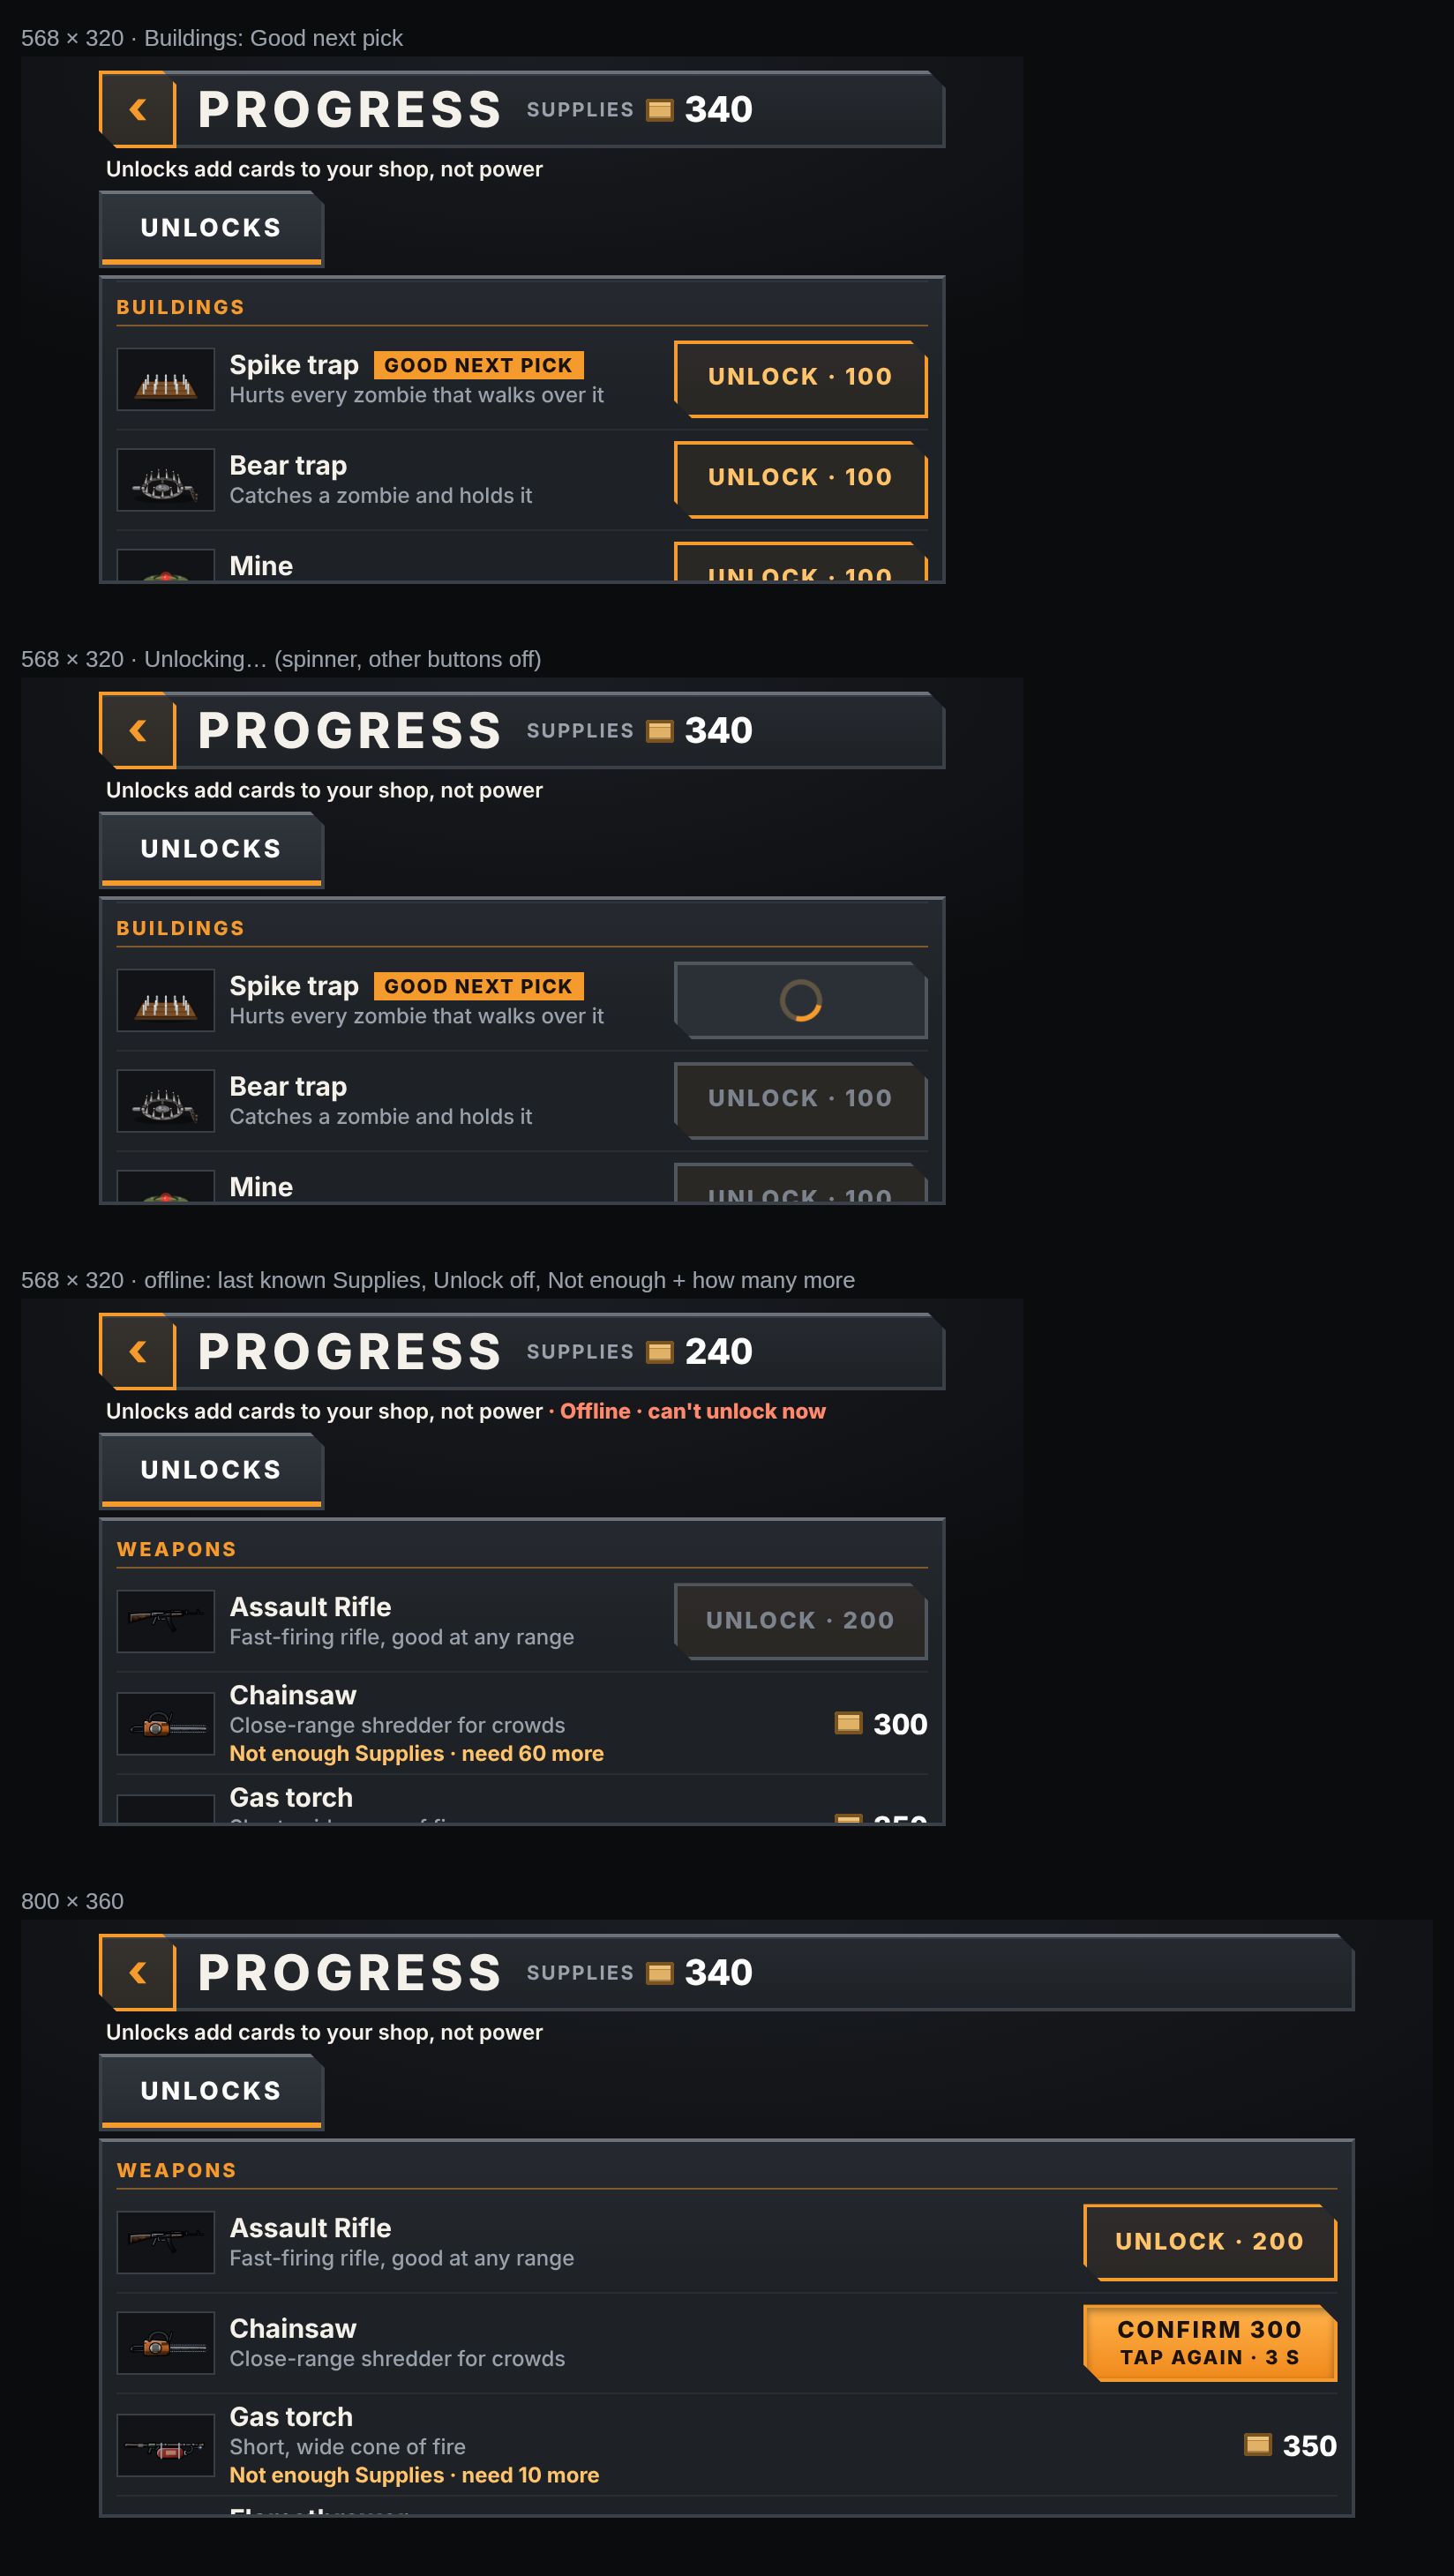 568 × 320 · Buildings: Good next pick
‹ PROGRESS SUPPLIES 340
Unlocks add cards to your shop, not power
UNLOCKS
BUILDINGS
Spike trap GOOD NEXT PICK
Hurts every zombie that walks over it
UNLOCK · 100
Bear trap
Catches a zombie and holds it
UNLOCK · 100
Mine
UNLOCK · 100
568 × 320 · Unlocking… (spinner, other buttons off)
‹ PROGRESS SUPPLIES 340
Unlocks add cards to your shop, not power
UNLOCKS
BUILDINGS
Spike trap GOOD NEXT PICK
Hurts every zombie that walks over it
Bear trap
Catches a zombie and holds it
UNLOCK · 100
Mine
UNLOCK · 100
568 × 320 · offline: last known Supplies, Unlock off, Not enough + how many more
‹ PROGRESS SUPPLIES 240
Unlocks add cards to your shop, not power · Offline · can't unlock now
UNLOCKS
WEAPONS
Assault Rifle
Fast-firing rifle, good at any range
UNLOCK · 200
Chainsaw
Close-range shredder for crowds
Not enough Supplies · need 60 more
300
Gas torch
800 × 360
‹ PROGRESS SUPPLIES 340
Unlocks add cards to your shop, not power
UNLOCKS
WEAPONS
Assault Rifle
Fast-firing rifle, good at any range
UNLOCK · 200
Chainsaw
Close-range shredder for crowds
CONFIRM 300
TAP AGAIN · 3 S
Gas torch
Short, wide cone of fire
Not enough Supplies · need 10 more
350